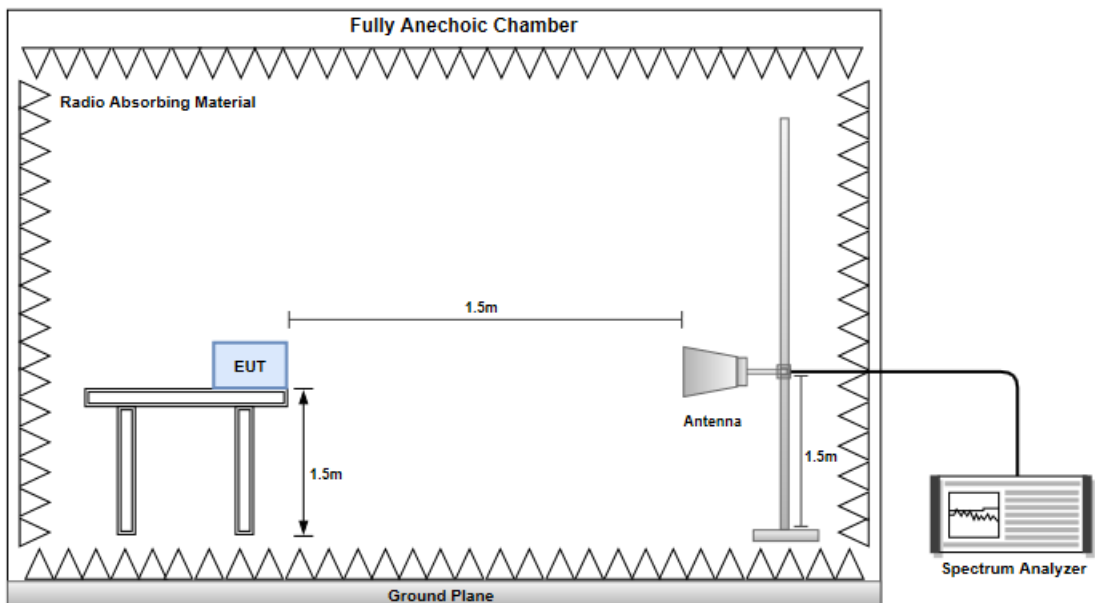 Fully Anechoic Chamber
Radio Absorbing Material
1.5m
EUT
Antenna
1.5m
1.5m
Spectrum Analyzer
Ground Plane